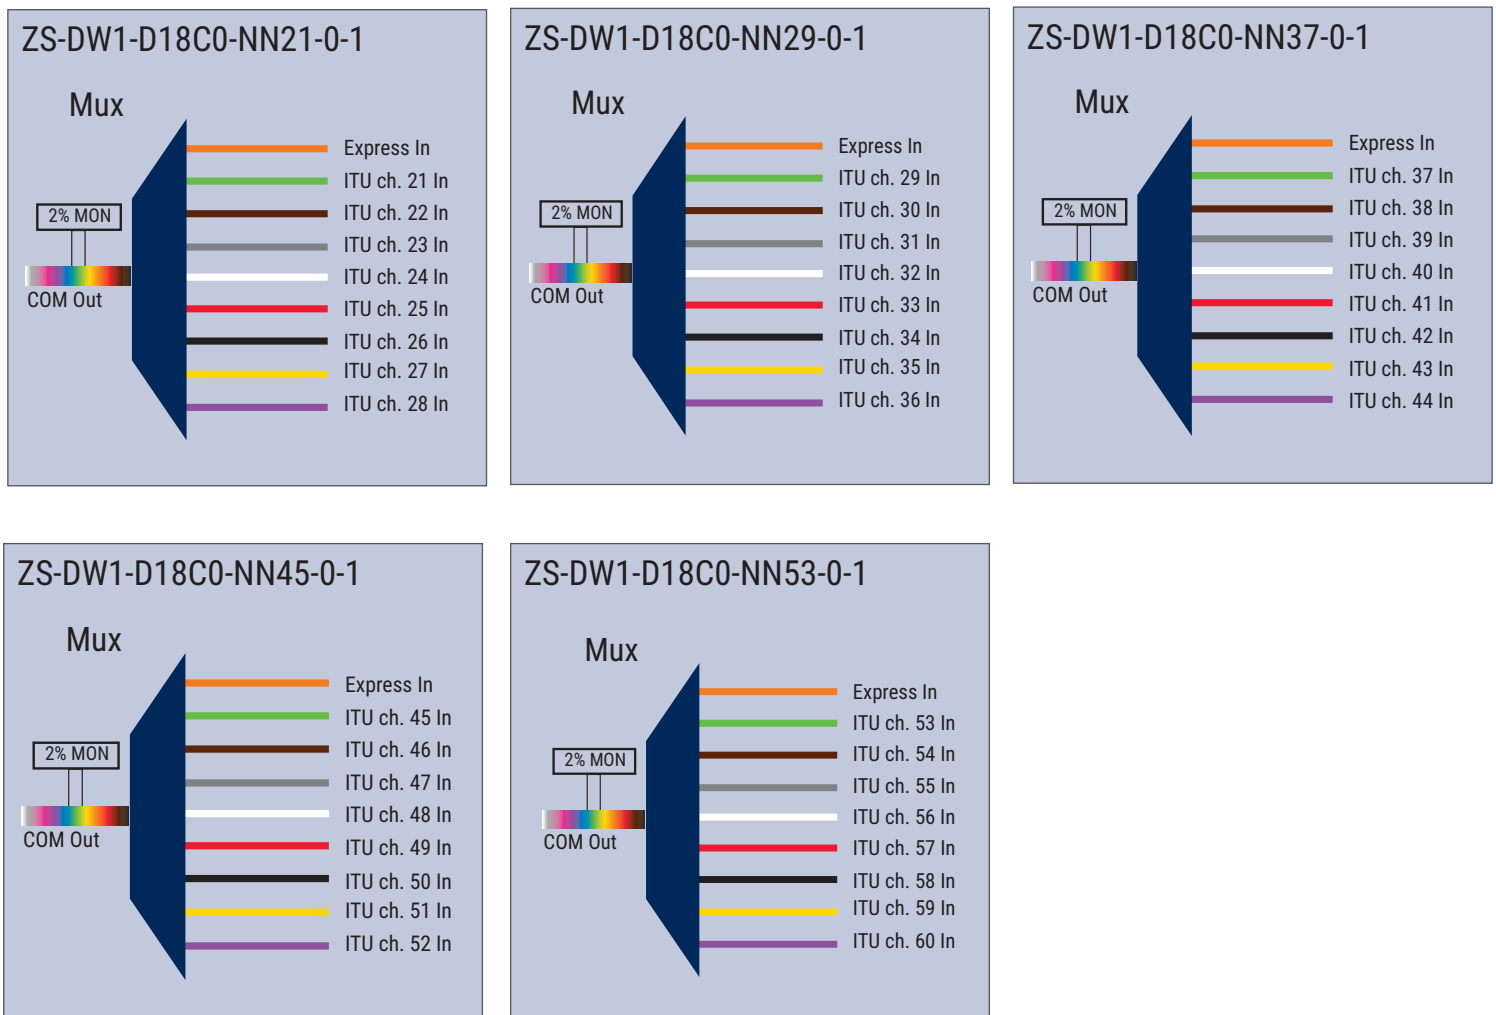 ZS-DW1-D18C0-NN21-0-1
Mux
Express In
ITU ch. 21 In
2% MON
ITU ch. 22 In
ITU ch. 23 In
ITU ch. 24 In
COM Out
ITU ch. 25 In
ITU ch. 26 In
ITU ch. 27 In
ITU ch. 28 In
ZS-DW1-D18C0-NN29-0-1
Mux
Express In
ITU ch. 29 In
2% MON
ITU ch. 30 In
ITU ch. 31 In
ITU ch. 32 In
COM Out
ITU ch. 33 In
ITU ch. 34 In
ITU ch. 35 In
ITU ch. 36 In
ZS-DW1-D18C0-NN37-0-1
Mux
Express In
ITU ch. 37 In
2% MON
ITU ch. 38 In
ITU ch. 39 In
ITU ch. 40 In
COM Out
ITU ch. 41 In
ITU ch. 42 In
ITU ch. 43 In
ITU ch. 44 In
ZS-DW1-D18C0-NN45-0-1
Mux
Express In
ITU ch. 45 In
2% MON
ITU ch. 46 In
ITU ch. 47 In
ITU ch. 48 In
COM Out
ITU ch. 49 In
ITU ch. 50 In
ITU ch. 51 In
ITU ch. 52 In
ZS-DW1-D18C0-NN53-0-1
Mux
Express In
ITU ch. 53 In
2% MON
ITU ch. 54 In
ITU ch. 55 In
ITU ch. 56 In
COM Out
ITU ch. 57 In
ITU ch. 58 In
ITU ch. 59 In
ITU ch. 60 In